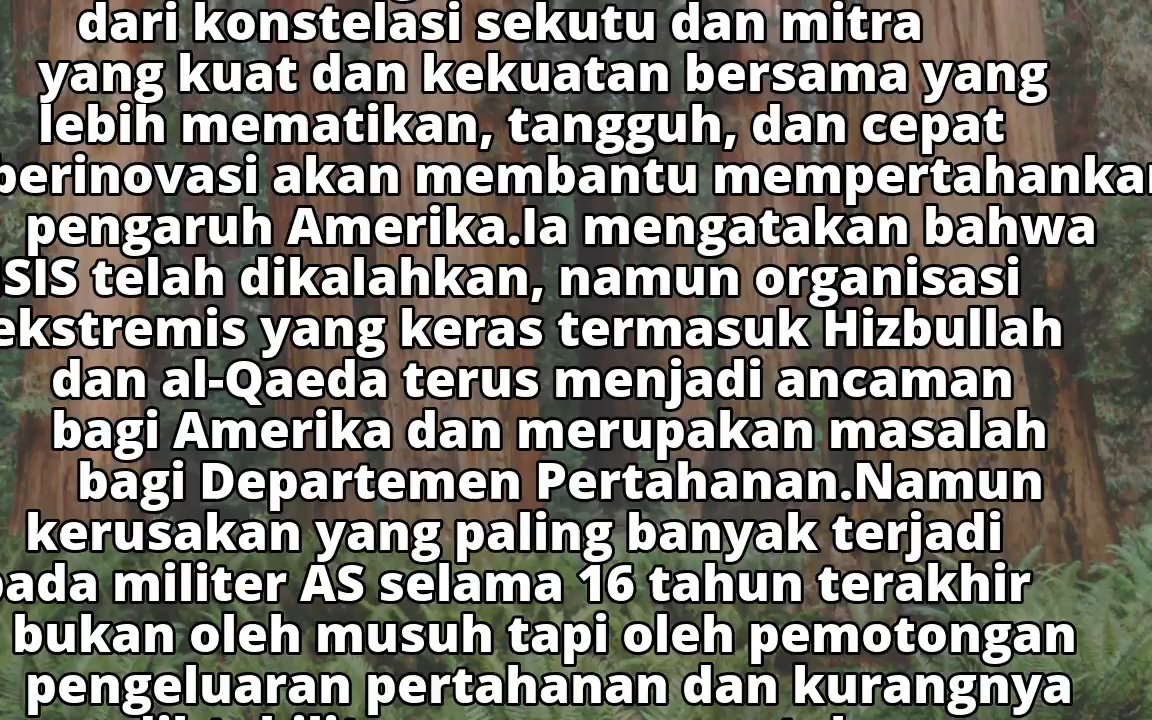 dari konstelasi sekutu dan mitra
yang kuat dan kekuatan bersama yang
lebih mematikan, tangguh, dan cepat
berinovasi akan membantu mempertahankan
pengaruh Amerika.Ia mengatakan bahwa
ISIS telah dikalahkan, namun organisasi
ekstremis yang keras termasuk Hizbullah
dan al-Qaeda terus menjadi ancaman
bagi Amerika dan merupakan masalah
bagi Departemen Pertahanan.Namun
kerusakan yang paling banyak terjadi
pada militer AS selama 16 tahun terakhir
bukan oleh musuh tapi oleh pemotongan
pengeluaran pertahanan dan kurangnya